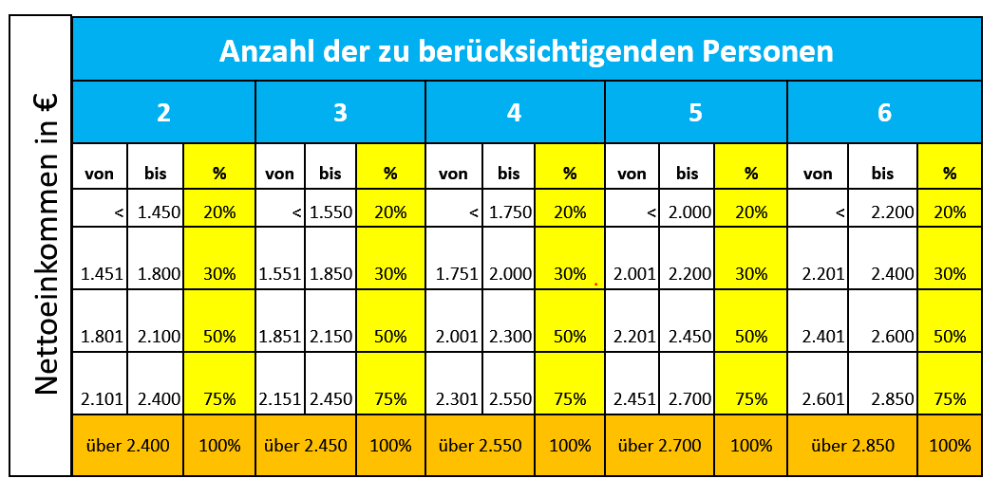 Nettoeinkommen in €
Anzahl der zu berücksichtigenden Personen
2 3 4 5 6
von bis % von bis % von bis % von bis % von bis %
< 1.450 20% < 1.550 20% < 1.750 20% < 2.000 20% < 2.200 20%
1.451 1.800 30% 1.551 1.850 30% 1.751 2.000 30% 2.001 2.200 30% 2.201 2.400 30%
1.801 2.100 50% 1.851 2.150 50% 2.001 2.300 50% 2.201 2.450 50% 2.401 2.600 50%
2.101 2.400 75% 2.151 2.450 75% 2.301 2.550 75% 2.451 2.700 75% 2.601 2.850 75%
über 2.400 100% über 2.450 100% über 2.550 100% über 2.700 100% über 2.850 100%